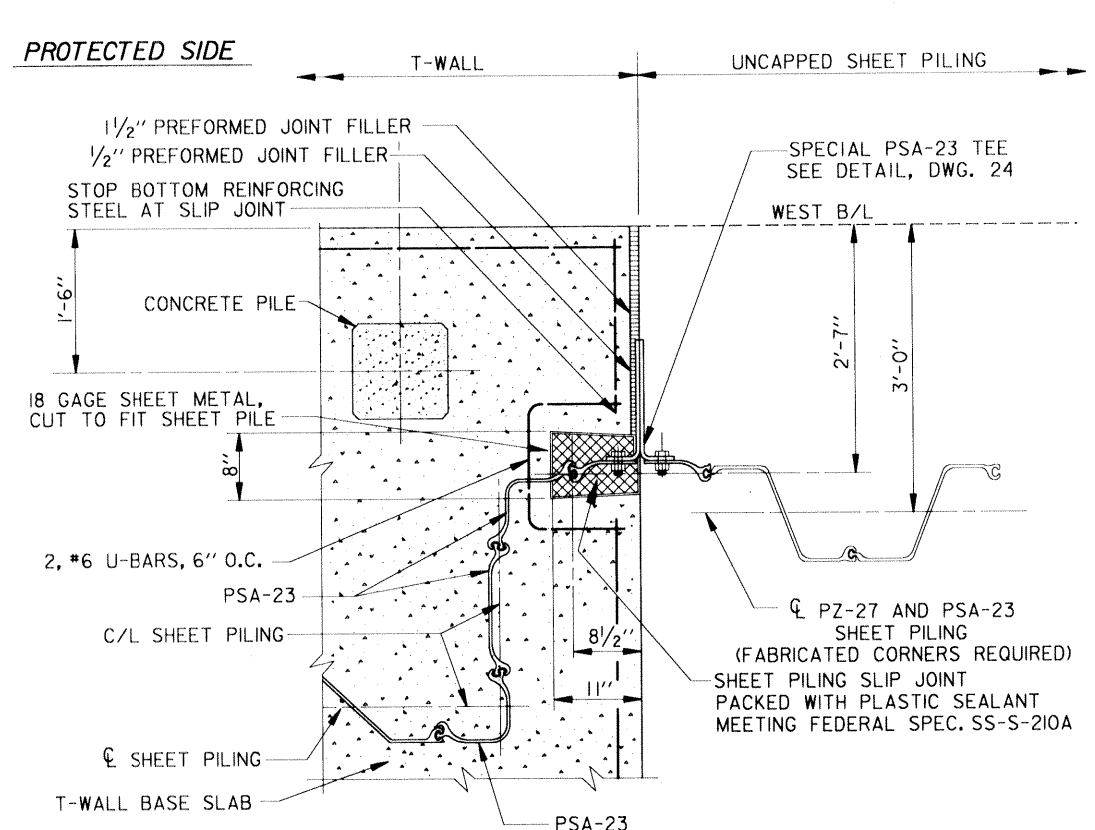 PROTECTED SIDE
T-WALL
UNCAPPED SHEET PILING
1 1/2" PREFORMED JOINT FILLER
1/2" PREFORMED JOINT FILLER
STOP BOTTOM REINFORCING
STEEL AT SLIP JOINT
SPECIAL PSA-23 TEE
SEE DETAIL, DWG. 24
WEST B/L
1'-6"
CONCRETE PILE
2'-7"
3'-0"
18 GAGE SHEET METAL,
CUT TO FIT SHEET PILE
8"
2, #6 U-BARS, 6" O.C.
PSA-23
C/L SHEET PILING
8 1/2"
11"
℄ PZ-27 AND PSA-23
SHEET PILING
(FABRICATED CORNERS REQUIRED)
SHEET PILING SLIP JOINT
PACKED WITH PLASTIC SEALANT
MEETING FEDERAL SPEC. SS-S-210A
℄ SHEET PILING
T-WALL BASE SLAB
PSA-23